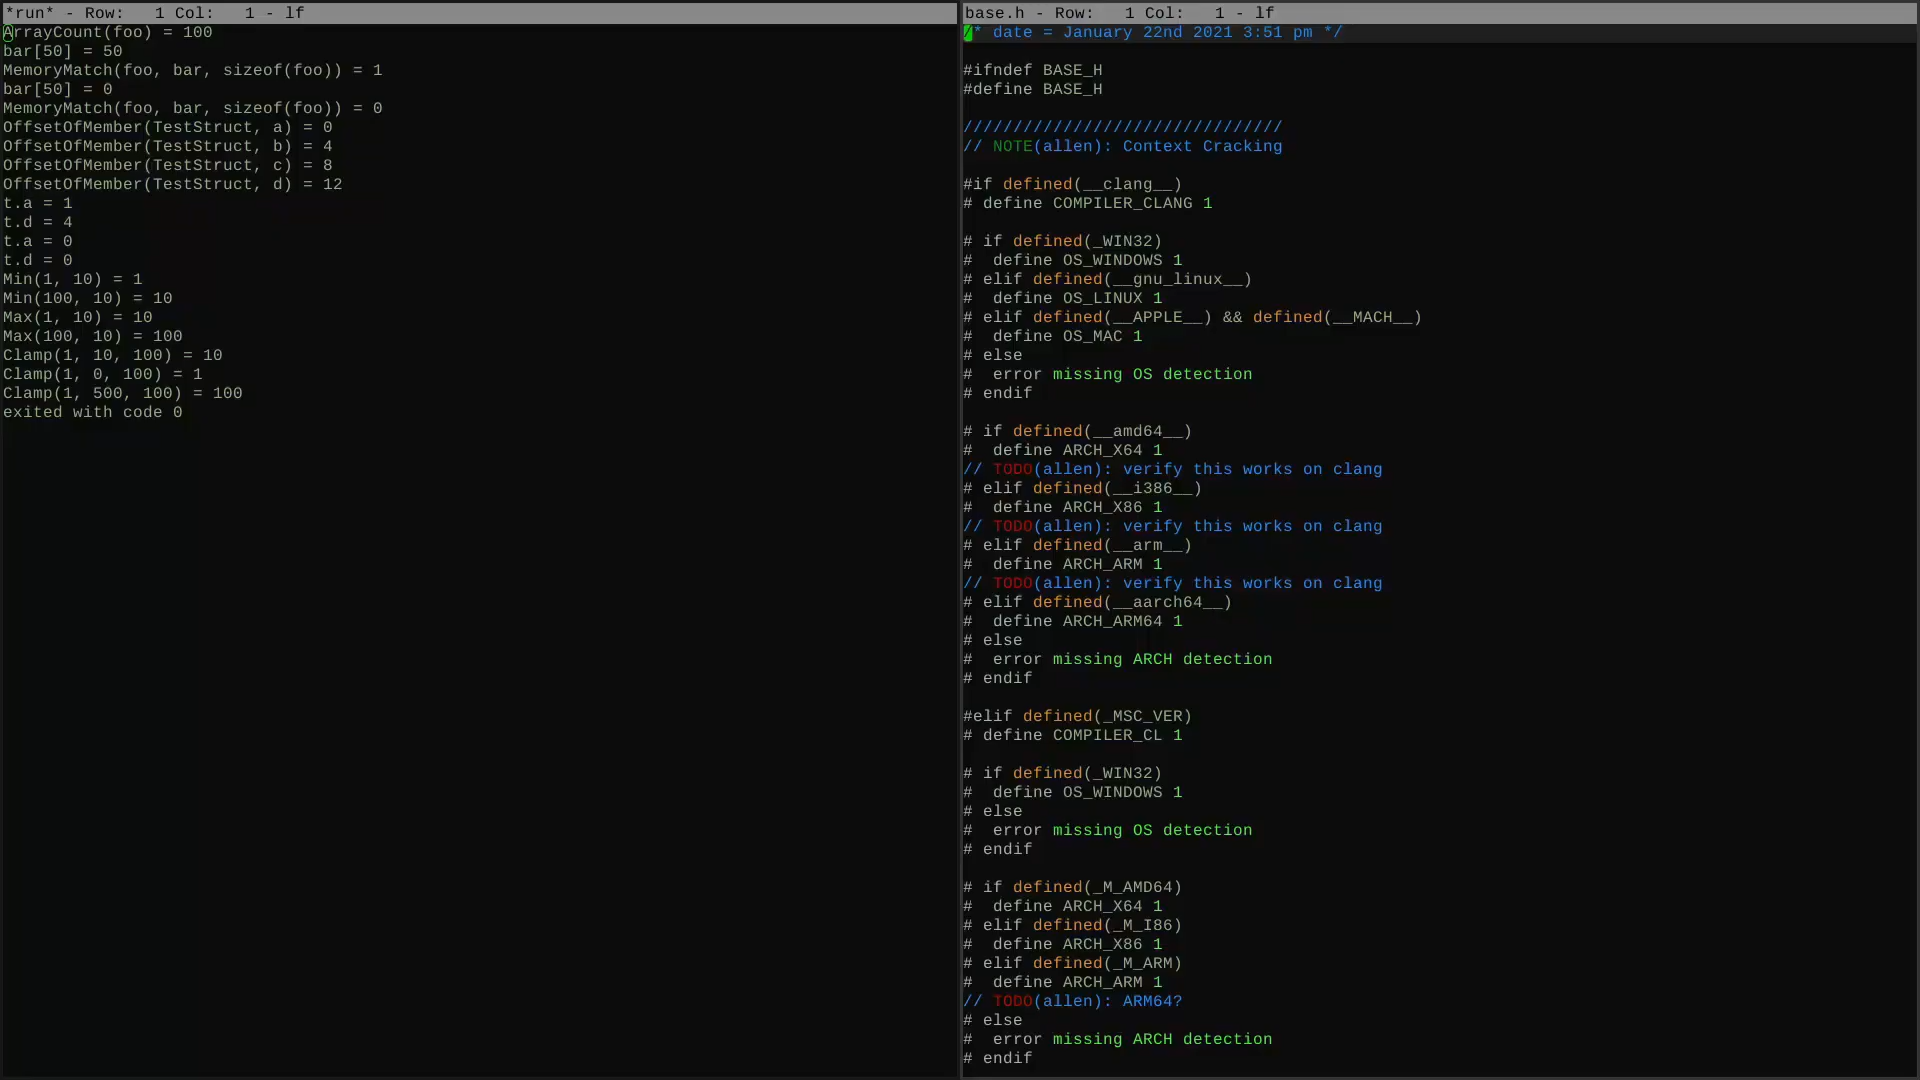 *run* - Row:   1 Col:   1 - lf
ArrayCount(foo) = 100
bar[50] = 50
MemoryMatch(foo, bar, sizeof(foo)) = 1
bar[50] = 0
MemoryMatch(foo, bar, sizeof(foo)) = 0
OffsetOfMember(TestStruct, a) = 0
OffsetOfMember(TestStruct, b) = 4
OffsetOfMember(TestStruct, c) = 8
OffsetOfMember(TestStruct, d) = 12
t.a = 1
t.d = 4
t.a = 0
t.d = 0
Min(1, 10) = 1
Min(100, 10) = 10
Max(1, 10) = 10
Max(100, 10) = 100
Clamp(1, 10, 100) = 10
Clamp(1, 0, 100) = 1
Clamp(1, 500, 100) = 100
exited with code 0
base.h - Row:   1 Col:   1 - lf
/* date = January 22nd 2021 3:51 pm */
#ifndef BASE_H
#define BASE_H
////////////////////////////////
// NOTE(allen): Context Cracking
#if defined(__clang__)
# define COMPILER_CLANG 1
# if defined(_WIN32)
#  define OS_WINDOWS 1
# elif defined(__gnu_linux__)
#  define OS_LINUX 1
# elif defined(__APPLE__) && defined(__MACH__)
#  define OS_MAC 1
# else
#  error missing OS detection
# endif
# if defined(__amd64__)
#  define ARCH_X64 1
// TODO(allen): verify this works on clang
# elif defined(__i386__)
#  define ARCH_X86 1
// TODO(allen): verify this works on clang
# elif defined(__arm__)
#  define ARCH_ARM 1
// TODO(allen): verify this works on clang
# elif defined(__aarch64__)
#  define ARCH_ARM64 1
# else
#  error missing ARCH detection
# endif
#elif defined(_MSC_VER)
# define COMPILER_CL 1
# if defined(_WIN32)
#  define OS_WINDOWS 1
# else
#  error missing OS detection
# endif
# if defined(_M_AMD64)
#  define ARCH_X64 1
# elif defined(_M_I86)
#  define ARCH_X86 1
# elif defined(_M_ARM)
#  define ARCH_ARM 1
// TODO(allen): ARM64?
# else
#  error missing ARCH detection
# endif